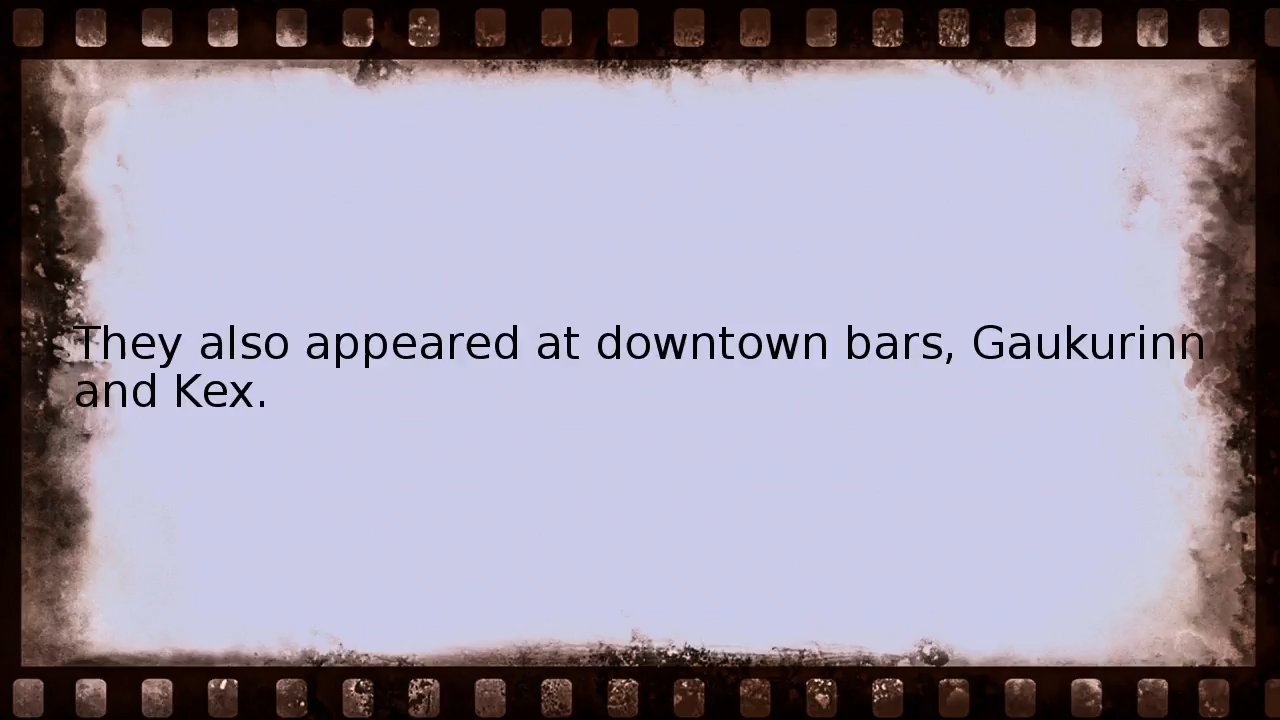 They also appeared at downtown bars, Gaukurinn
and Kex.